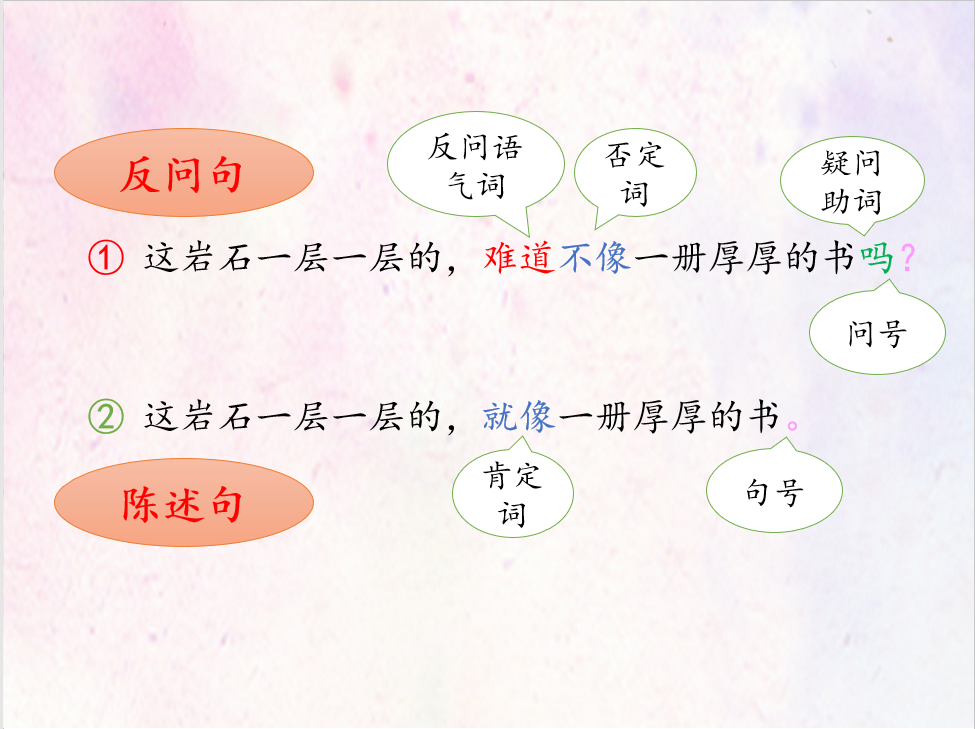 反问句
反问语
气词
否定
词
疑问
助词
① 这岩石一层一层的，难道不像一册厚厚的书吗？
问号
② 这岩石一层一层的，就像一册厚厚的书。
陈述句
肯定
词
句号